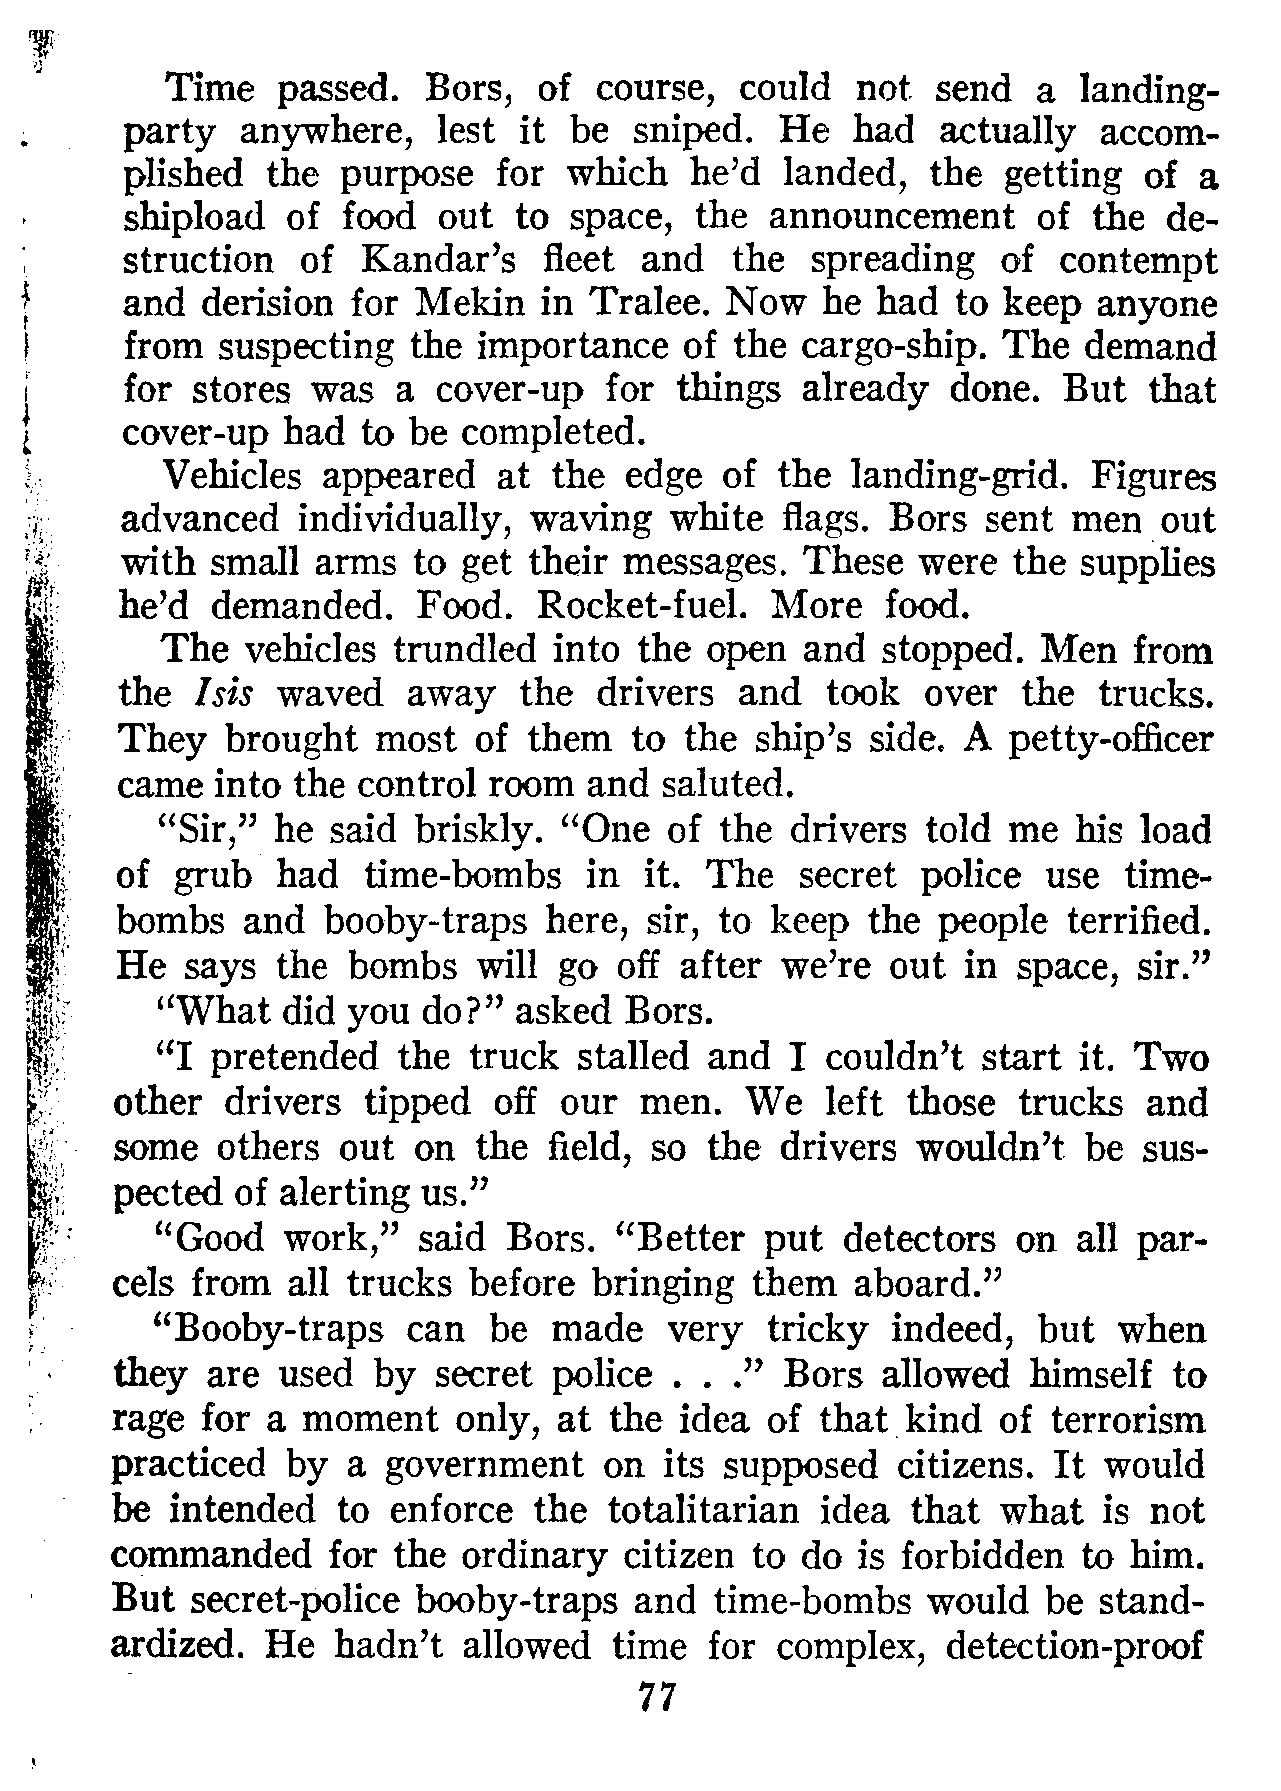 Time passed. Bors, of course, could not send a landing-
party anywhere, lest it be sniped. He had actually accom-
plished the purpose for which he'd landed, the getting of a
shipload of food out to space, the announcement of the de-
struction of Kandar's fleet and the spreading of contempt
and derision for Mekin in Tralee. Now he had to keep anyone
from suspecting the importance of the cargo-ship. The demand
for stores was a cover-up for things already done. But that
cover-up had to be completed.
Vehicles appeared at the edge of the landing-grid. Figures
advanced individually, waving white flags. Bors sent men out
with small arms to get their messages. These were the supplies
he'd demanded. Food. Rocket-fuel. More food.
The vehicles trundled into the open and stopped. Men from
the Isis waved away the drivers and took over the trucks.
They brought most of them to the ship's side. A petty-officer
came into the control room and saluted.
“Sir,” he said briskly. “One of the drivers told me his load
of grub had time-bombs in it. The secret police use time-
bombs and booby-traps here, sir, to keep the people terrified.
He says the bombs will go off after we're out in space, sir.”
“What did you do?” asked Bors.
“I pretended the truck stalled and I couldn't start it. Two
other drivers tipped off our men. We left those trucks and
some others out on the field, so the drivers wouldn't be sus-
pected of alerting us.”
“Good work,” said Bors. “Better put detectors on all par-
cels from all trucks before bringing them aboard.”
“Booby-traps can be made very tricky indeed, but when
they are used by secret police . . .” Bors allowed himself to
rage for a moment only, at the idea of that kind of terrorism
practiced by a government on its supposed citizens. It would
be intended to enforce the totalitarian idea that what is not
commanded for the ordinary citizen to do is forbidden to him.
But secret-police booby-traps and time-bombs would be stand-
ardized. He hadn't allowed time for complex, detection-proof
77